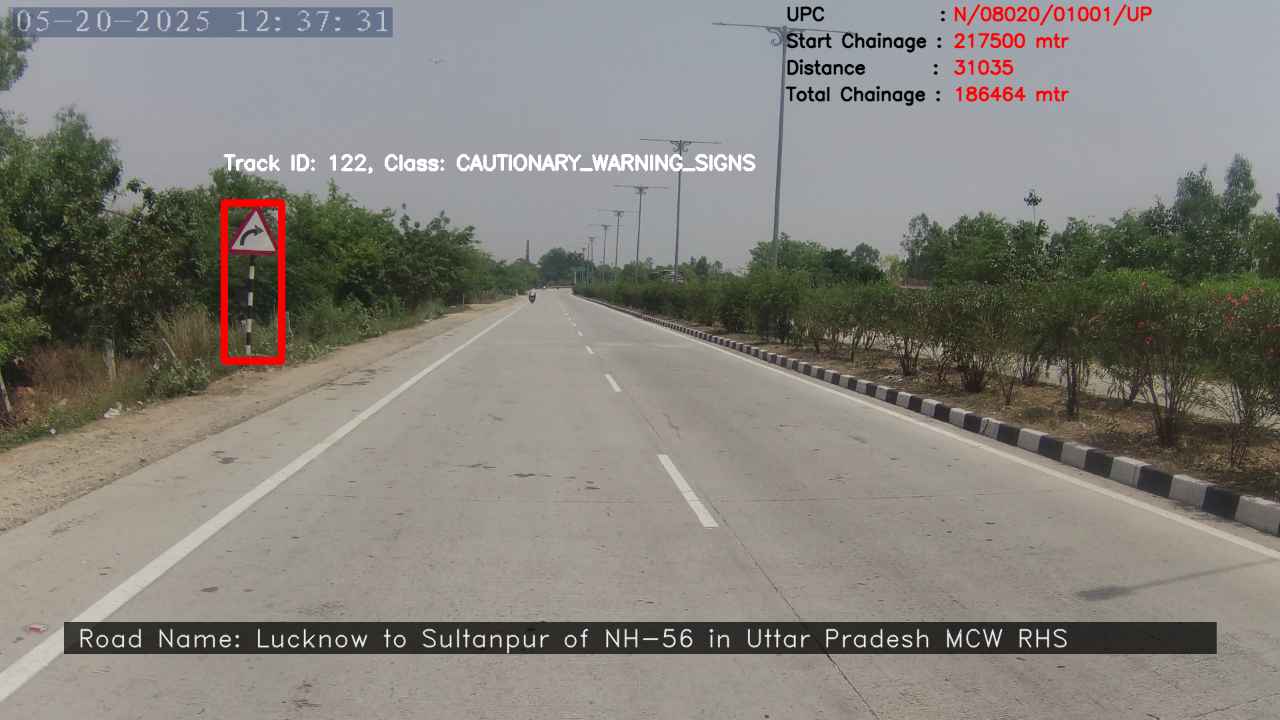 05-20-2025 12:37:31
UPC : N/08020/01001/UP
Start Chainage : 217500 mtr
Distance : 31035
Total Chainage : 186464 mtr
Track ID: 122, Class: CAUTIONARY_WARNING_SIGNS
Road Name: Lucknow to Sultanpur of NH-56 in Uttar Pradesh MCW RHS